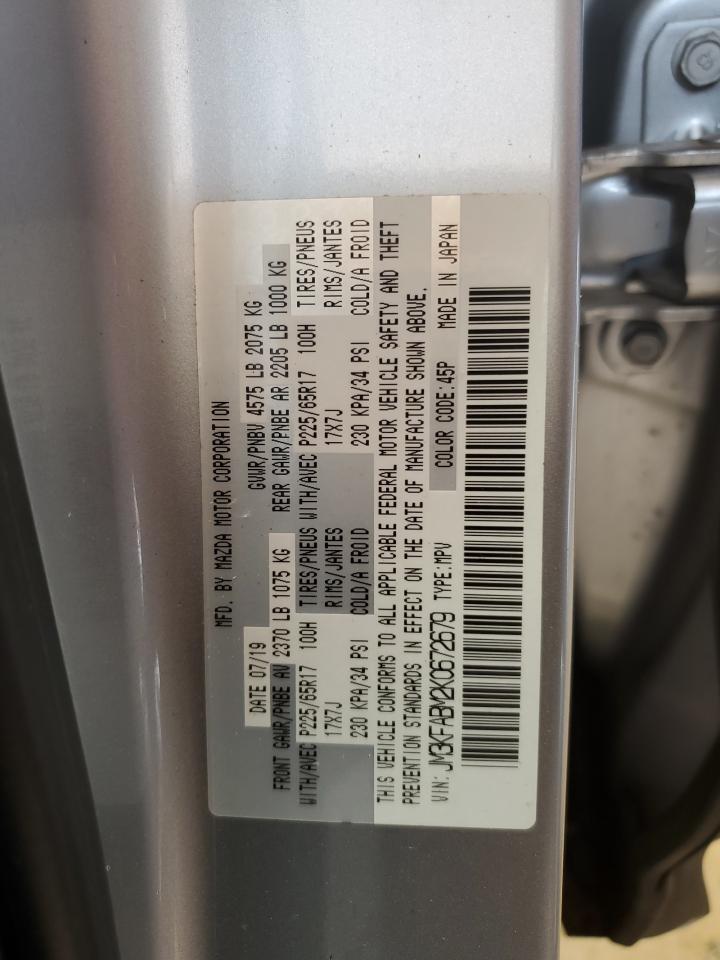 MFD. BY MAZDA MOTOR CORPORATION
DATE 07/19 GVWR/PNBV 4575 LB 2075 KG
FRONT GAWR/PNBE AV 2370 LB 1075 KG REAR GAWR/PNBE AR 2205 LB 1000 KG
WITH/AVEC P225/65R17 100H TIRES/PNEUS WITH/AVEC P225/65R17 100H TIRES/PNEUS
17X7J RIMS/JANTES 17X7J RIMS/JANTES
230 KPA/34 PSI COLD/A FROID 230 KPA/34 PSI COLD/A FROID
THIS VEHICLE CONFORMS TO ALL APPLICABLE FEDERAL MOTOR VEHICLE SAFETY AND THEFT
PREVENTION STANDARDS IN EFFECT ON THE DATE OF MANUFACTURE SHOWN ABOVE.
VIN: JM3KFABM2K0672679 TYPE:MPV COLOR CODE:45P MADE IN JAPAN